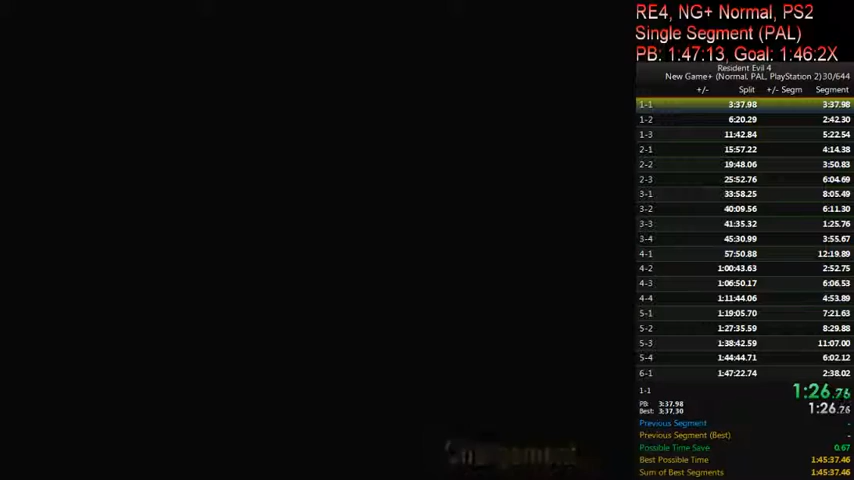 RE4, NG+ Normal, PS2
Single Segment (PAL)
PB: 1:47:13, Goal: 1:46:2X
Resident Evil 4
New Game+ (Normal, PAL, PlayStation 2) 30/644
+/- Split +/- Segm Segment
1-1 3:37.98 3:37.98
1-2 6:20.29 2:42.30
1-3 11:42.84 5:22.54
2-1 15:57.22 4:14.38
2-2 19:48.06 3:50.83
2-3 25:52.76 6:04.69
3-1 33:58.25 8:05.49
3-2 40:09.56 6:11.30
3-3 41:35.32 1:25.76
3-4 45:30.99 3:55.67
4-1 57:50.88 12:19.89
4-2 1:00:43.63 2:52.75
4-3 1:06:50.17 6:06.53
4-4 1:11:44.06 4:53.89
5-1 1:19:05.70 7:21.63
5-2 1:27:35.59 8:29.88
5-3 1:38:42.59 11:07.00
5-4 1:44:44.71 6:02.12
6-1 1:47:22.74 2:38.02
1-1 1:26.76
PB: 3:37.98
Best: 3:37.30 1:26.76
Previous Segment -
Previous Segment (Best) -
Possible Time Save 0.67
Best Possible Time 1:45:37.46
Sum of Best Segments 1:45:37.46